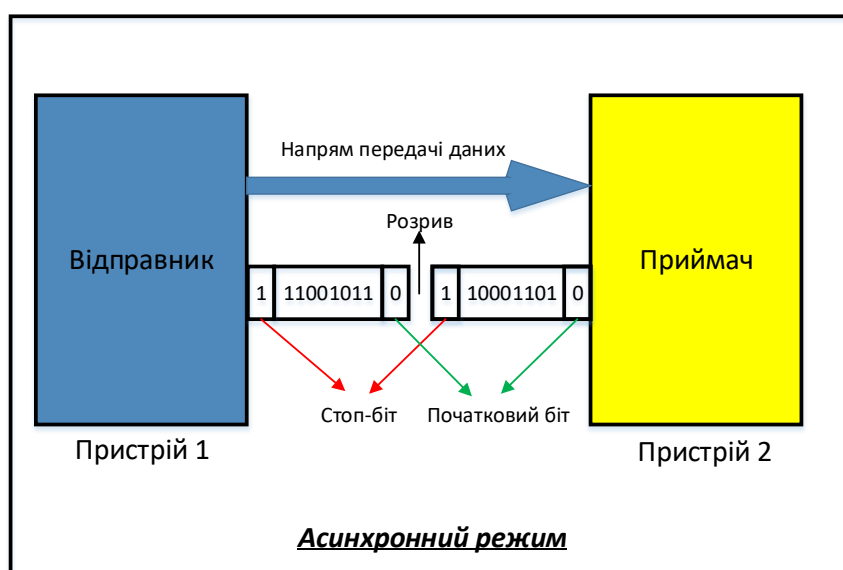 Напрям передачі даних
Розрив
Відправник
1 11001011 0 1 10001101 0
Приймач
Стоп-біт Початковий біт
Пристрій 1
Пристрій 2
Асинхронний режим